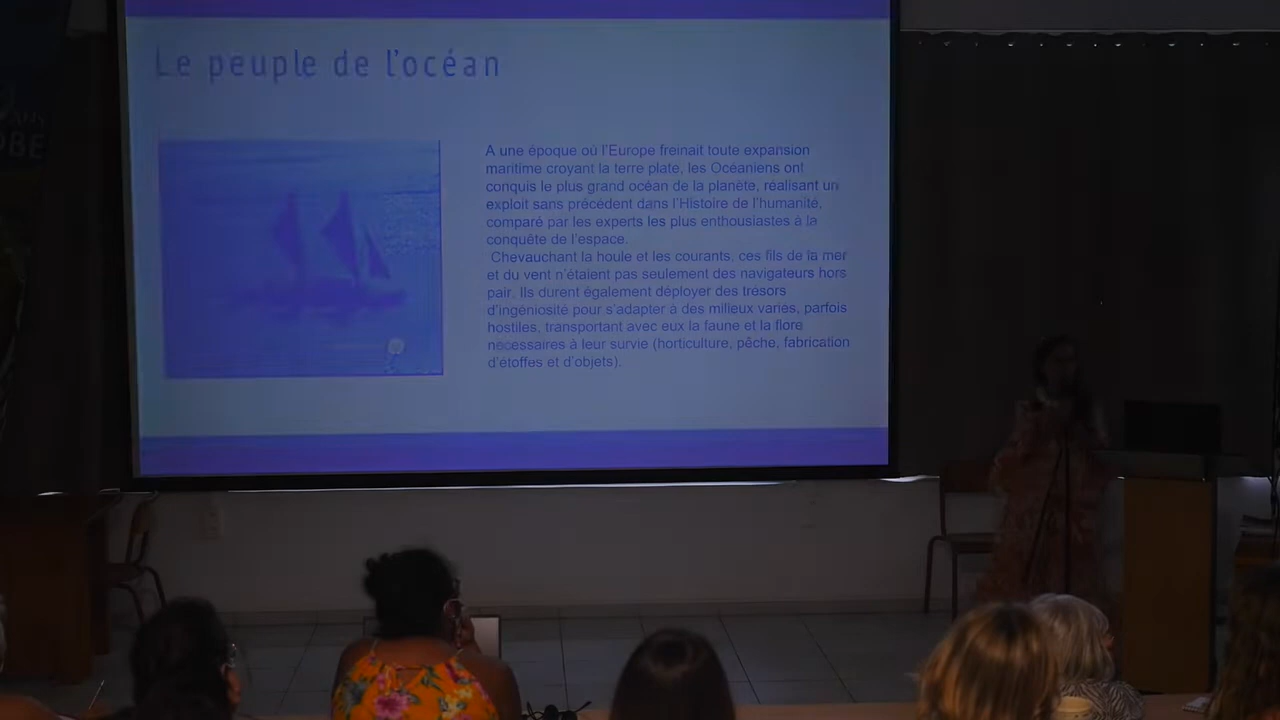 Le peuple de l'océan
A une époque où l'Europe freinait toute expansion
maritime croyant la terre plate, les Océaniens ont
conquis le plus grand océan de la planète, réalisant un
exploit sans précédent dans l'Histoire de l'humanité,
comparé par les experts les plus enthousiastes à la
conquête de l'espace.
Chevauchant la houle et les courants, ces fils de la mer
et du vent n'étaient pas seulement des navigateurs hors
pair. Ils durent également déployer des trésors
d'ingéniosité pour s'adapter à des milieux variés, parfois
hostiles, transportant avec eux la faune et la flore
nécessaires à leur survie (horticulture, pêche, fabrication
d'étoffes et d'objets).
ANS